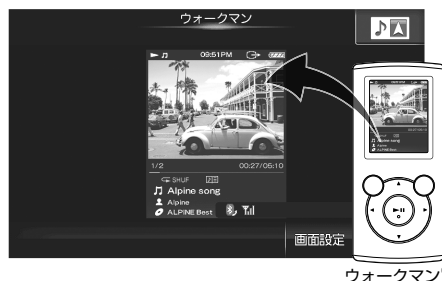 ウォークマン
09:51PM
1/2
00:27/05:10
SHUF
Alpine song
Alpine
ALPINE Best
画面設定
Alpine song
Alpine
ALPINE Best
ウォークマン®